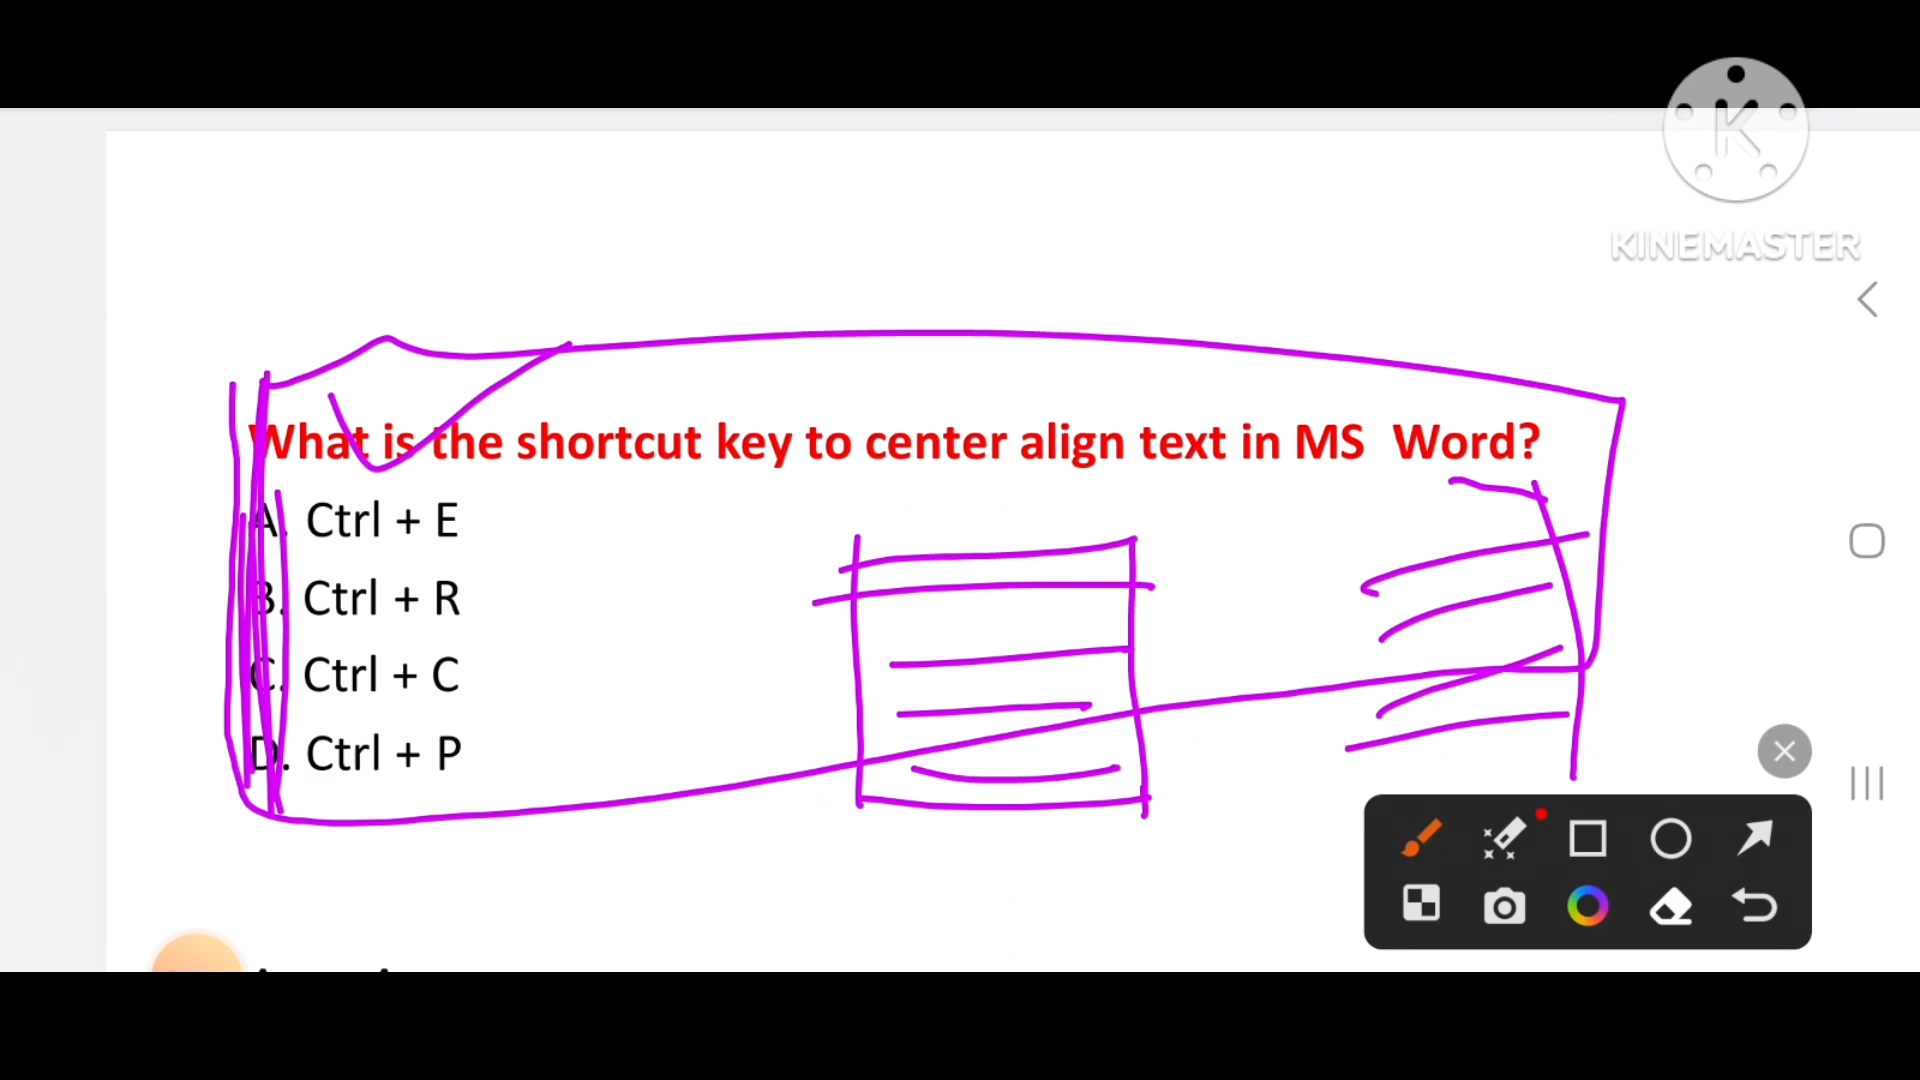 K
KINEMASTER
What is the shortcut key to center align text in MS Word?
A. Ctrl + E
B. Ctrl + R
C. Ctrl + C
D. Ctrl + P